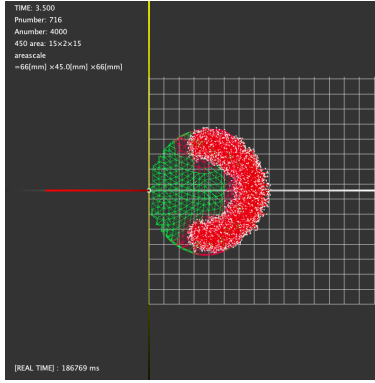 TIME: 3.500
Pnumber: 716
Anumber: 4000
450 area: 15×2×15
areascale
=66[mm] ×45.0[mm] ×66[mm]
[REAL TIME] : 186769 ms